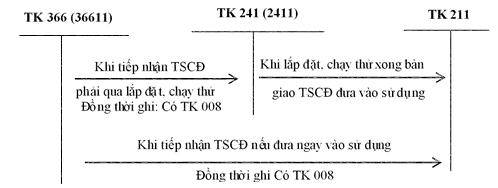 TK 366 (36611)
TK 241 (2411)
TK 211
Khi tiếp nhận TSCĐ
phải qua lắp đặt, chạy thử
Đồng thời ghi: Có TK 008
Khi lắp đặt, chạy thử xong bàn
giao TSCĐ đưa vào sử dụng
Khi tiếp nhận TSCĐ nếu đưa ngay vào sử dụng
Đồng thời ghi Có TK 008